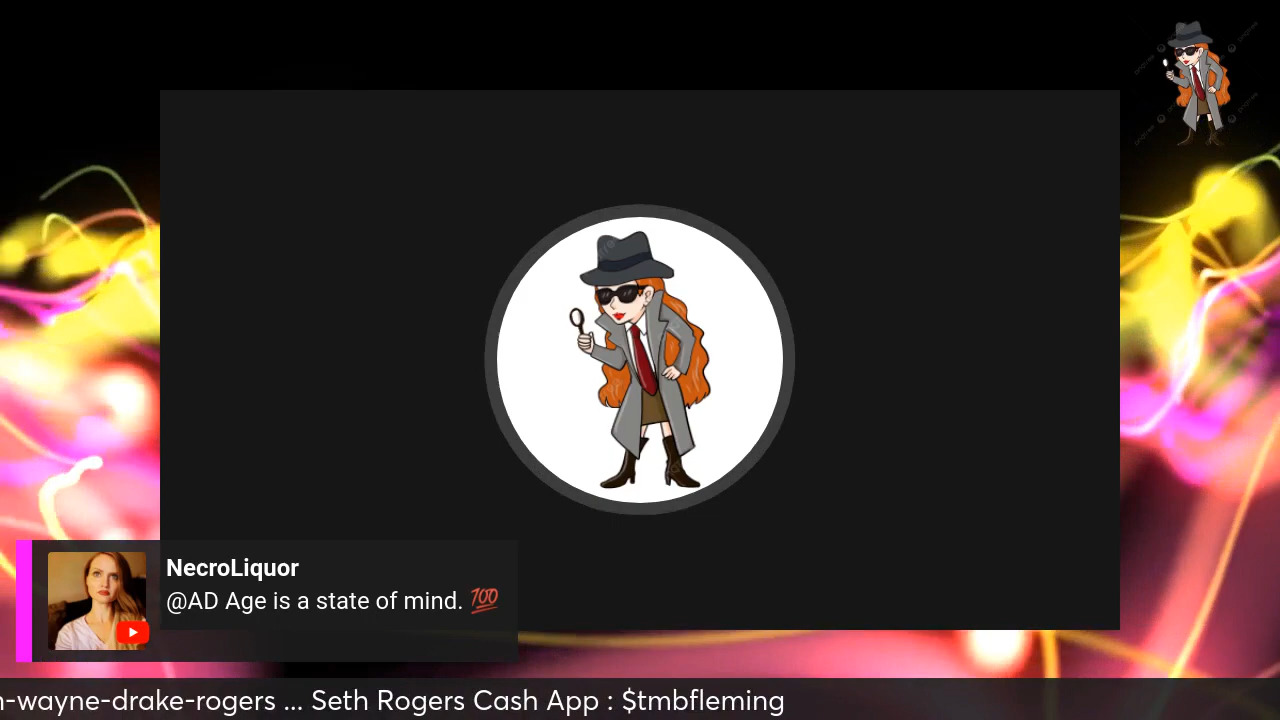 NecroLiquor
@AD Age is a state of mind. 💯
-wayne-drake-rogers ... Seth Rogers Cash App : $tmbfleming